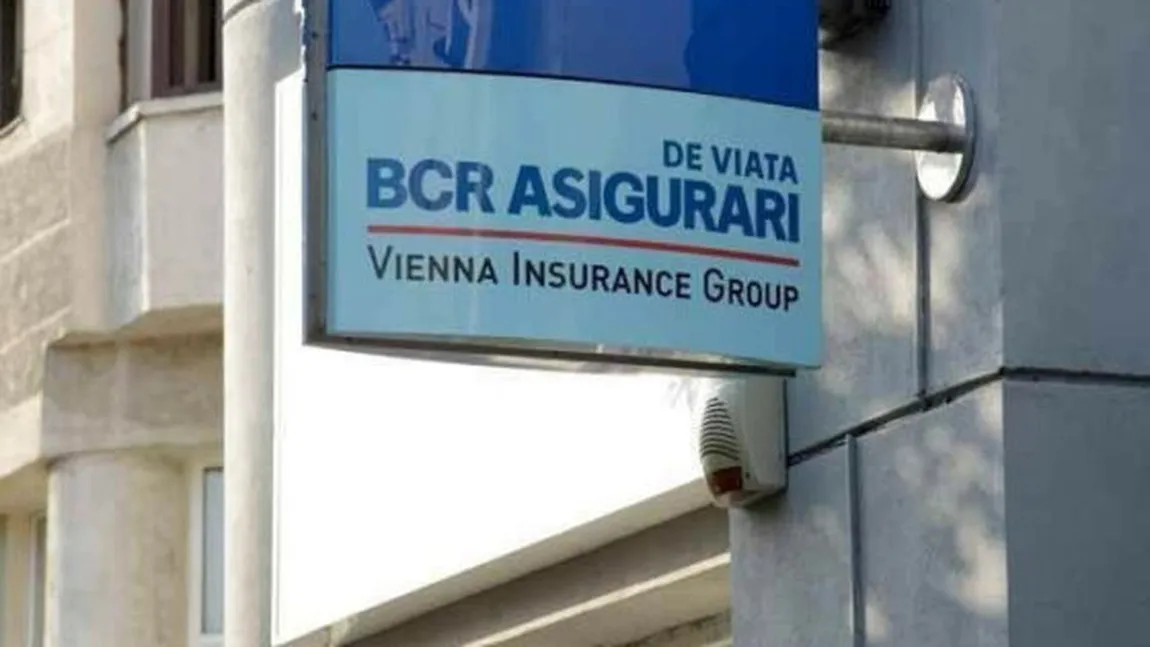 DE VIATA
BCR ASIGURARI
VIENNA INSURANCE GROUP